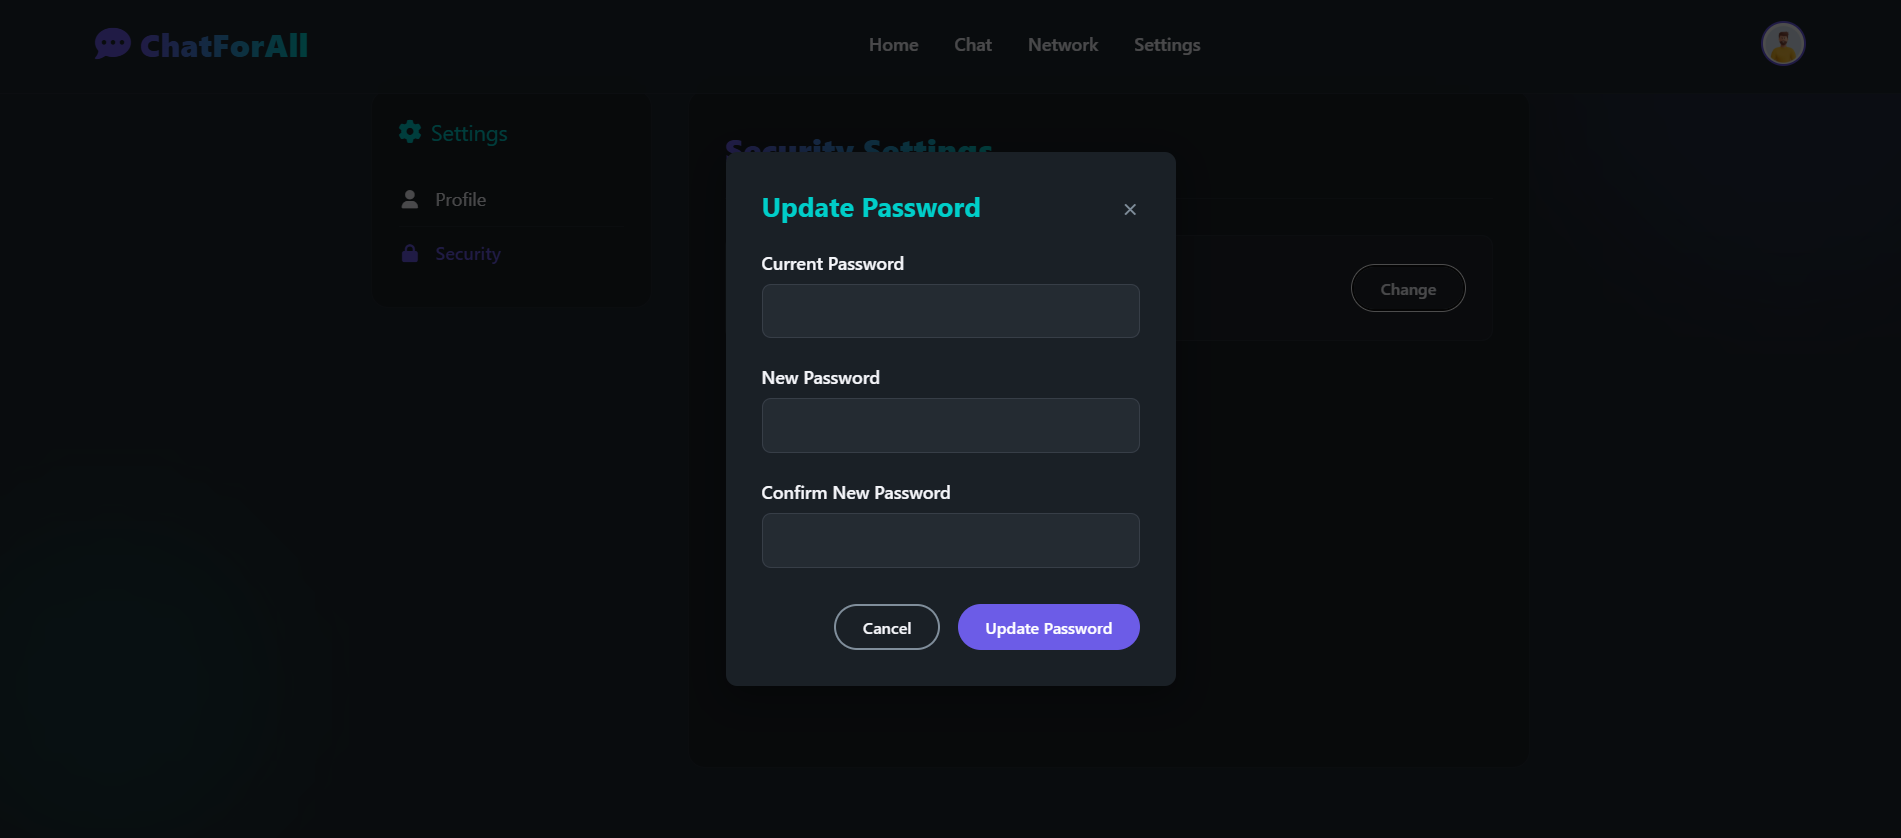 ChatForAll
Home Chat Network Settings
Settings
Profile
Security
Security Settings
Change
Update Password
×
Current Password
New Password
Confirm New Password
Cancel Update Password